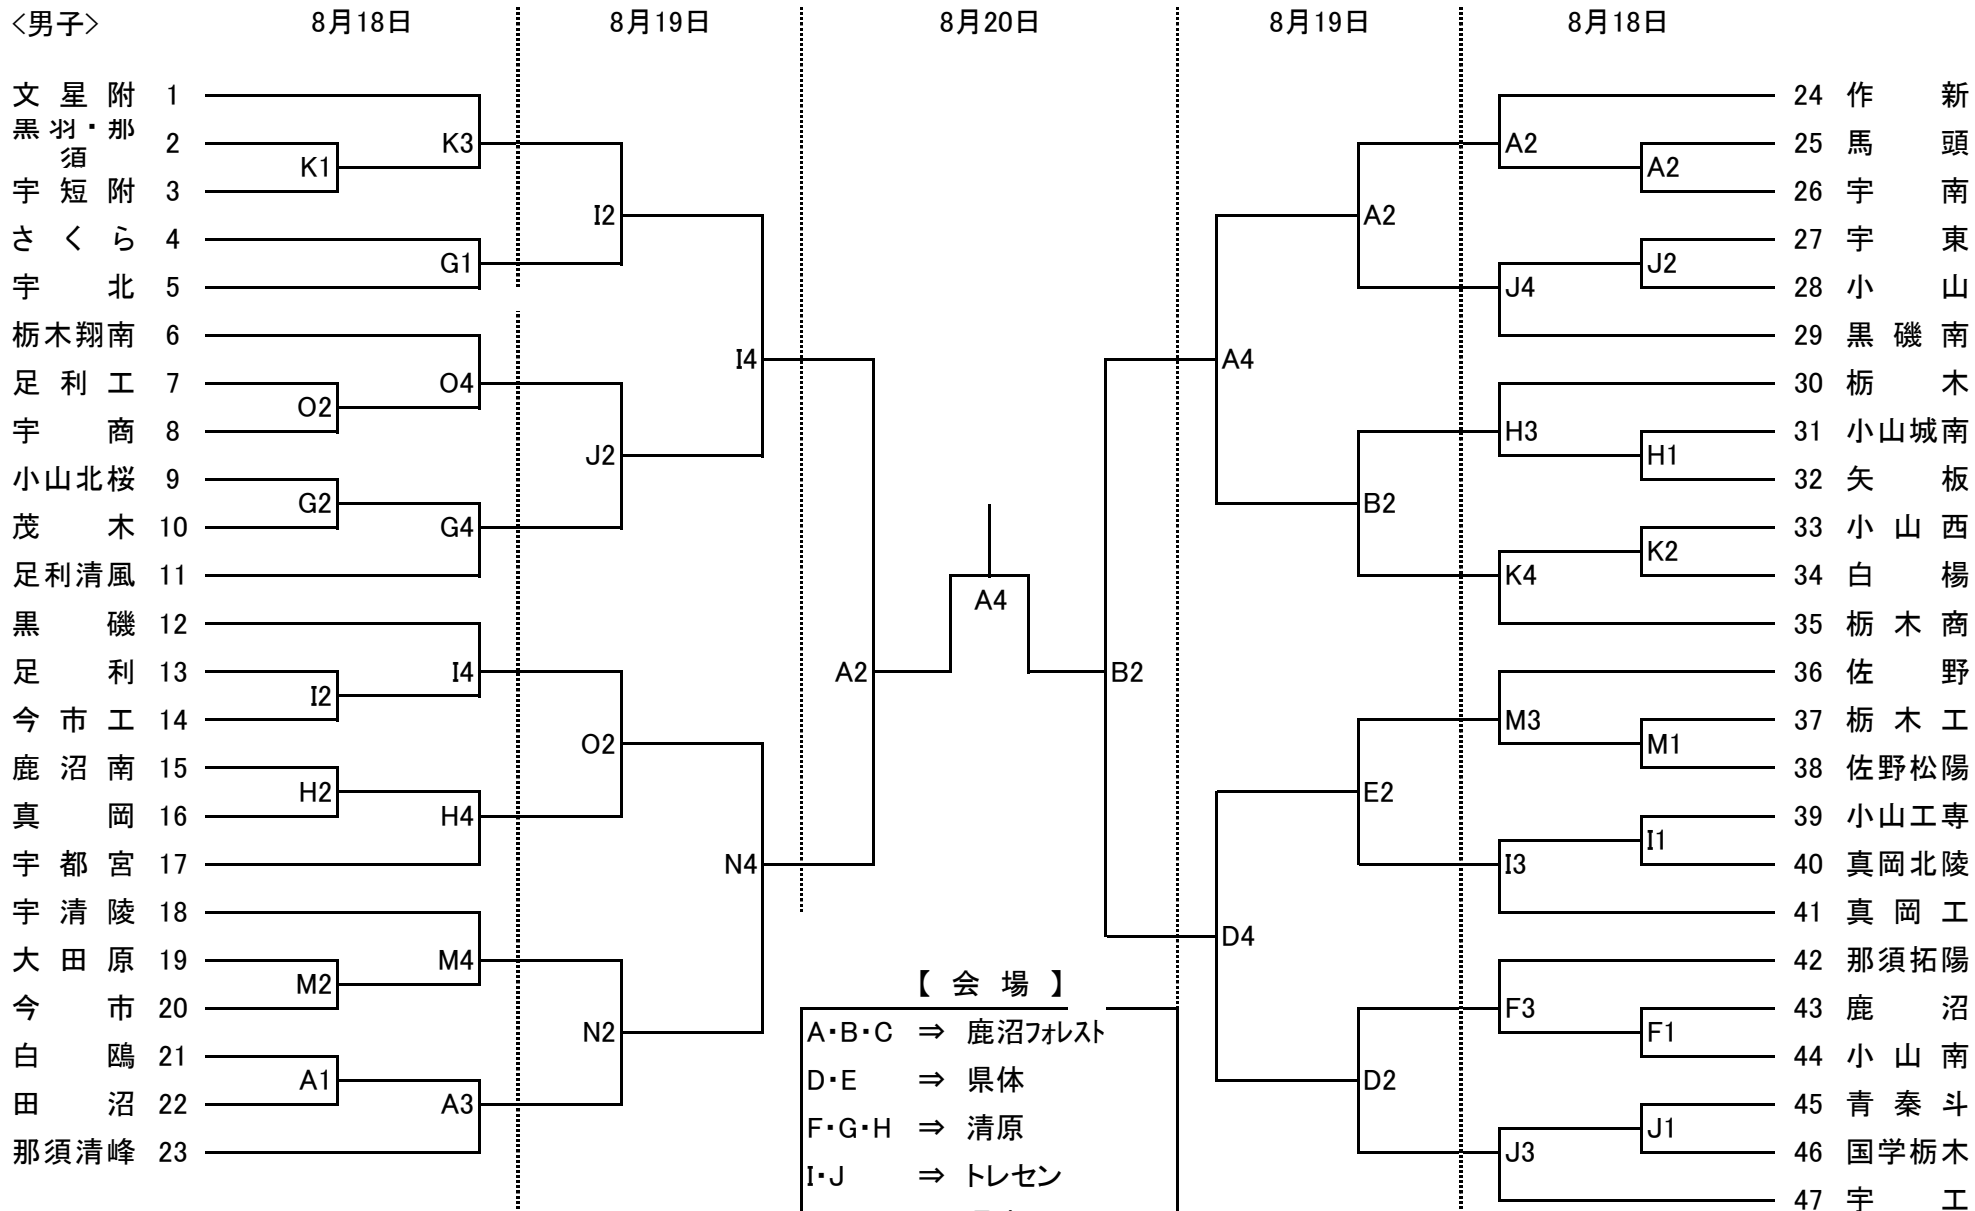 <男子> 8月18日 8月19日 8月20日 8月19日 8月18日
文星附 1
黒羽・那須 2
宇短附 3
さくら 4
宇北 5
栃木翔南 6
足利工 7
宇商 8
小山北桜 9
茂木 10
足利清風 11
黒磯 12
足利 13
今市工 14
鹿沼南 15
真岡 16
宇都宮 17
宇清陵 18
大田原 19
今市 20
白鴎 21
田沼 22
那須清峰 23
K1
O2
G2
I2
H2
M2
A1
K3
G1
O4
G4
I4
H4
M4
A3
I2
J2
O2
N2
I4
N4
A2
A4
B2
A4
D4
A2
B2
E2
D2
A2
J4
H3
K4
M3
I3
F3
J3
A2
J2
H1
K2
M1
I1
F1
J1
24 作新
25 馬頭
26 宇南
27 宇東
28 小山
29 黒磯南
30 栃木
31 小山城南
32 矢板
33 小山西
34 白楊
35 栃木商
36 佐野
37 栃木工
38 佐野松陽
39 小山工専
40 真岡北陵
41 真岡工
42 那須拓陽
43 鹿沼
44 小山南
45 青秦斗
46 国学栃木
47 宇工
【 会 場 】
A・B・C ⇒ 鹿沼フォレスト
D・E ⇒ 県体
F・G・H ⇒ 清原
I・J ⇒ トレセン